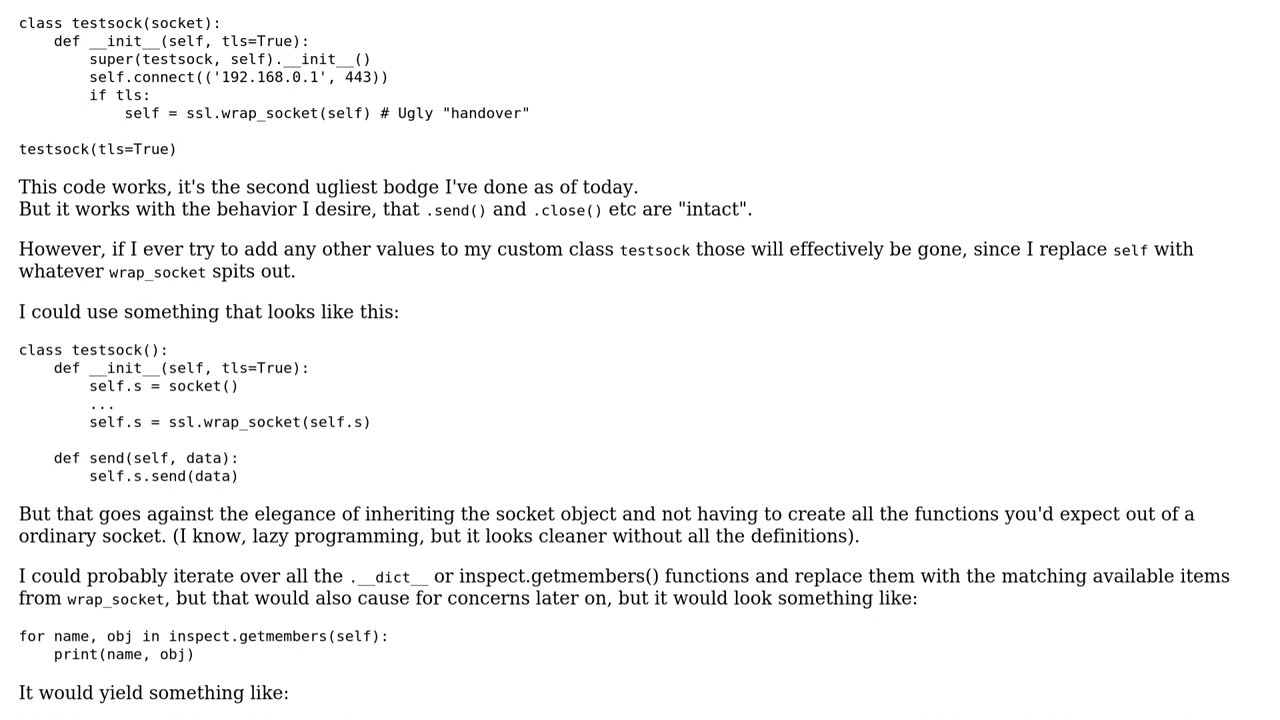 class testsock(socket):
    def __init__(self, tls=True):
        super(testsock, self).__init__()
        self.connect(('192.168.0.1', 443))
        if tls:
            self = ssl.wrap_socket(self) # Ugly "handover"
testsock(tls=True)
This code works, it's the second ugliest bodge I've done as of today.
But it works with the behavior I desire, that .send() and .close() etc are "intact".
However, if I ever try to add any other values to my custom class testsock those will effectively be gone, since I replace self with
whatever wrap_socket spits out.
I could use something that looks like this:
class testsock():
    def __init__(self, tls=True):
        self.s = socket()
        ...
        self.s = ssl.wrap_socket(self.s)
    def send(self, data):
        self.s.send(data)
But that goes against the elegance of inheriting the socket object and not having to create all the functions you'd expect out of a
ordinary socket. (I know, lazy programming, but it looks cleaner without all the definitions).
I could probably iterate over all the .__dict__ or inspect.getmembers() functions and replace them with the matching available items
from wrap_socket, but that would also cause for concerns later on, but it would look something like:
for name, obj in inspect.getmembers(self):
    print(name, obj)
It would yield something like: